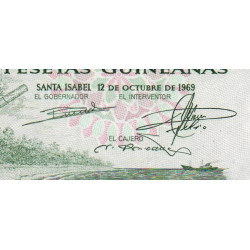 PESETAS GUINEANAS
SANTA ISABEL 12 DE OCTUBRE DE 1969
EL GOBERNADOR EL INTERVENTOR
EL CAJERO